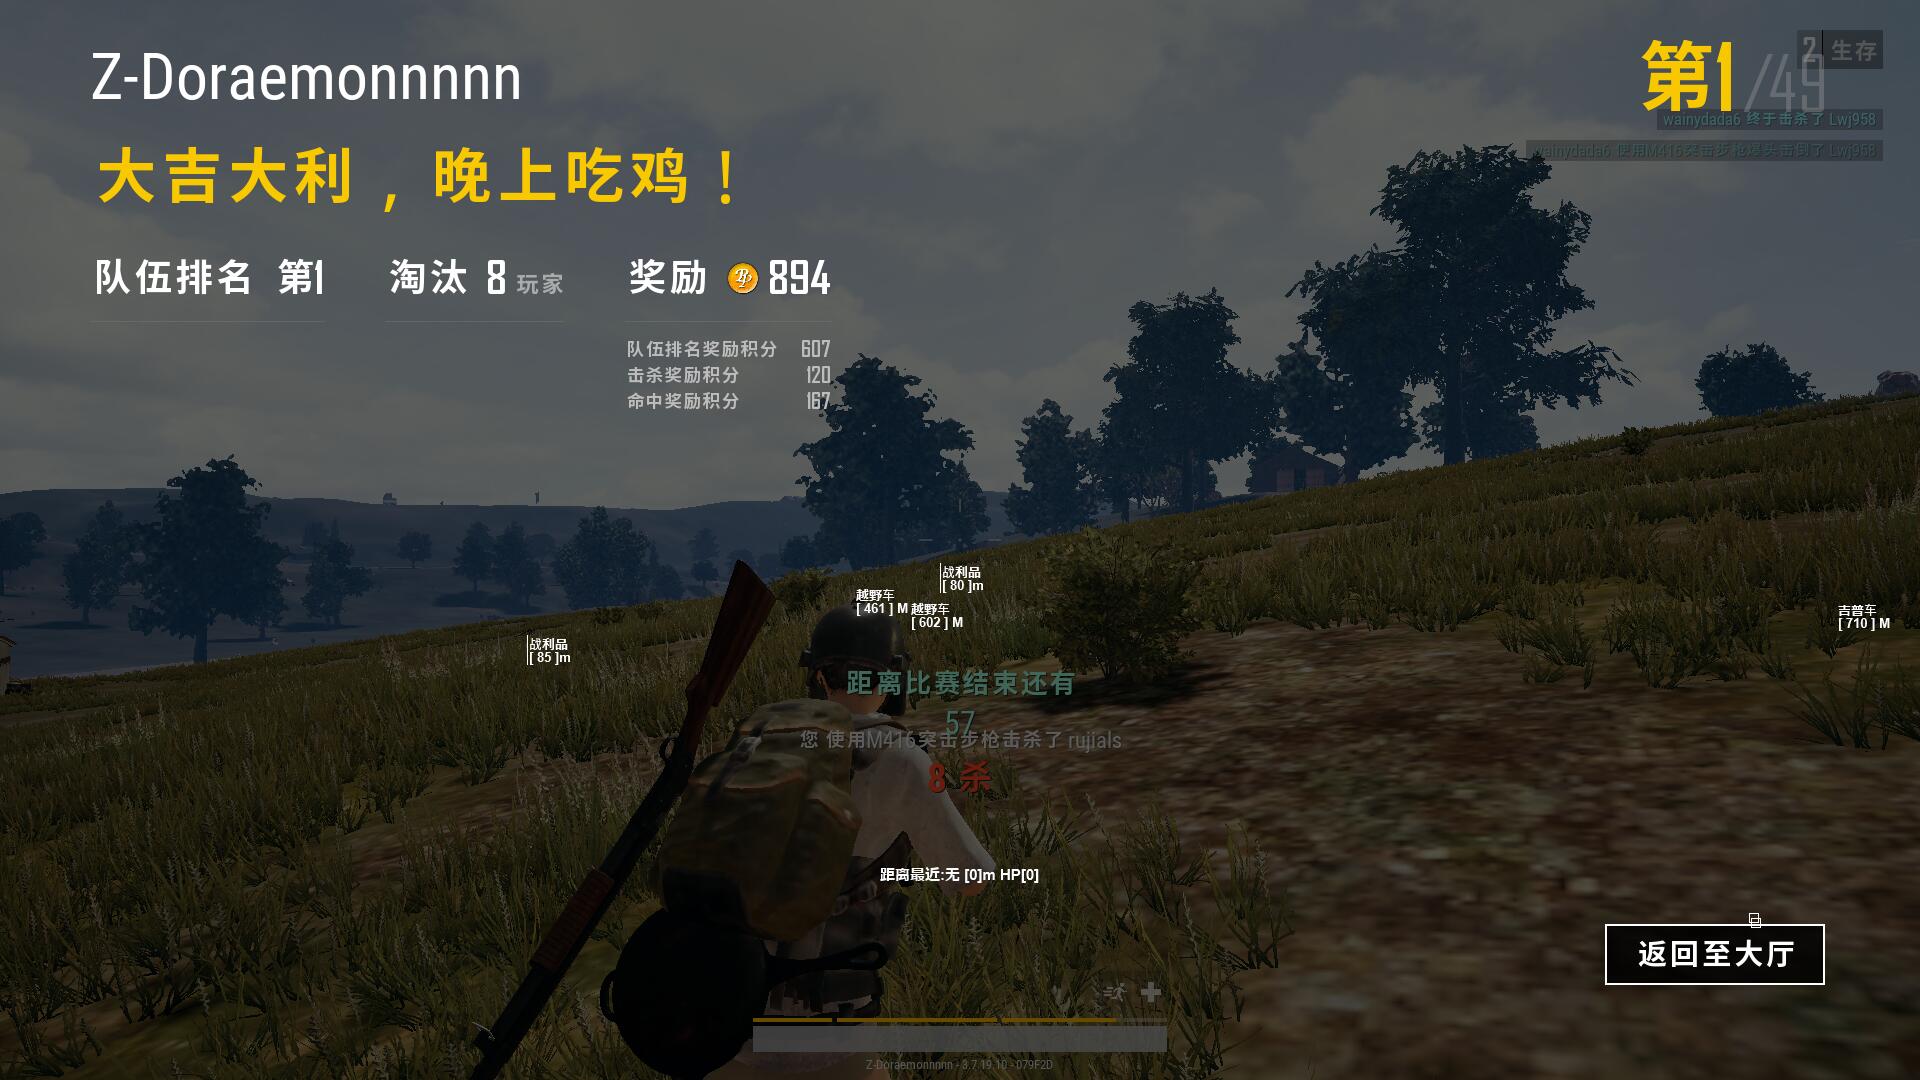 Z-Doraemonnnnn
第1/49
2 生存
wainydada6 终于击杀了 Lwj958
wainydada6 使用M416突击步枪爆头击倒了 Lwj958
大吉大利，晚上吃鸡！
队伍排名 第1
淘汰 8 玩家
奖励 894
队伍排名奖励积分 607
击杀奖励积分 120
命中奖励积分 167
战利品
[ 80 ]m
越野车
[ 461 ] M
越野车
[ 602 ] M
吉普车
[ 710 ] M
战利品
[ 85 ]m
距离比赛结束还有
57
您 使用M416突击步枪击杀了 rujials
8 杀
距离最近:无 [0]m HP[0]
返回至大厅
Z-Doraemonnnnn - 3.7.19.10 - 079F2D